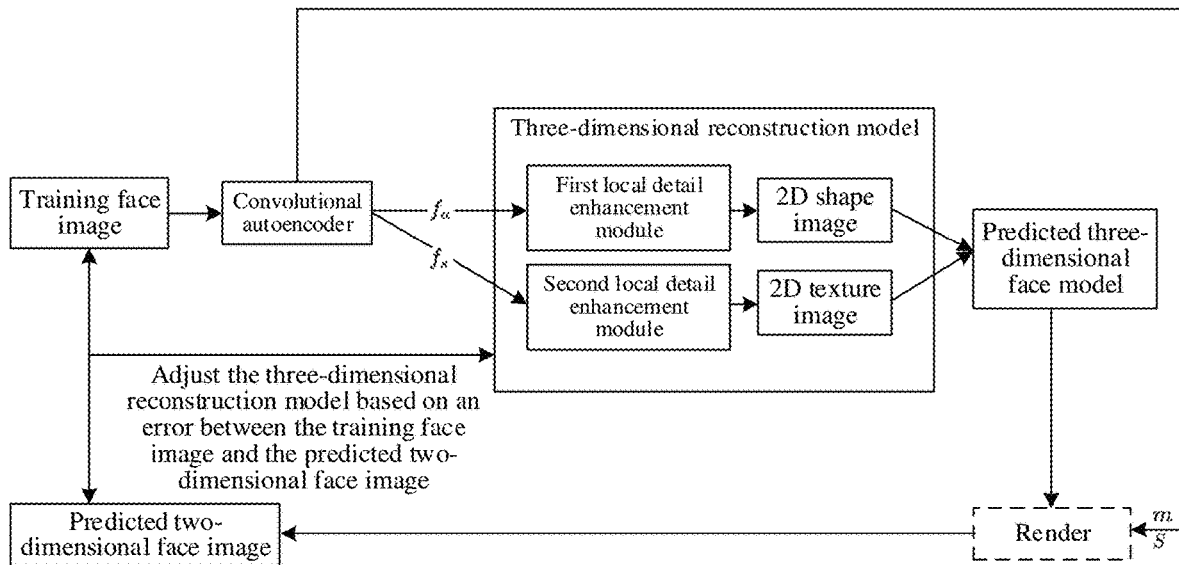 Three-dimensional reconstruction model
Training face
image
Convolutional
autoencoder
fα
fs
First local detail
enhancement
module
2D shape
image
Second local detail
enhancement
module
2D texture
image
Predicted three-
dimensional
face model
Adjust the three-dimensional
reconstruction model based on an
error between the training face
image and the predicted two-
dimensional face image
Predicted two-
dimensional face image
Render
m
S